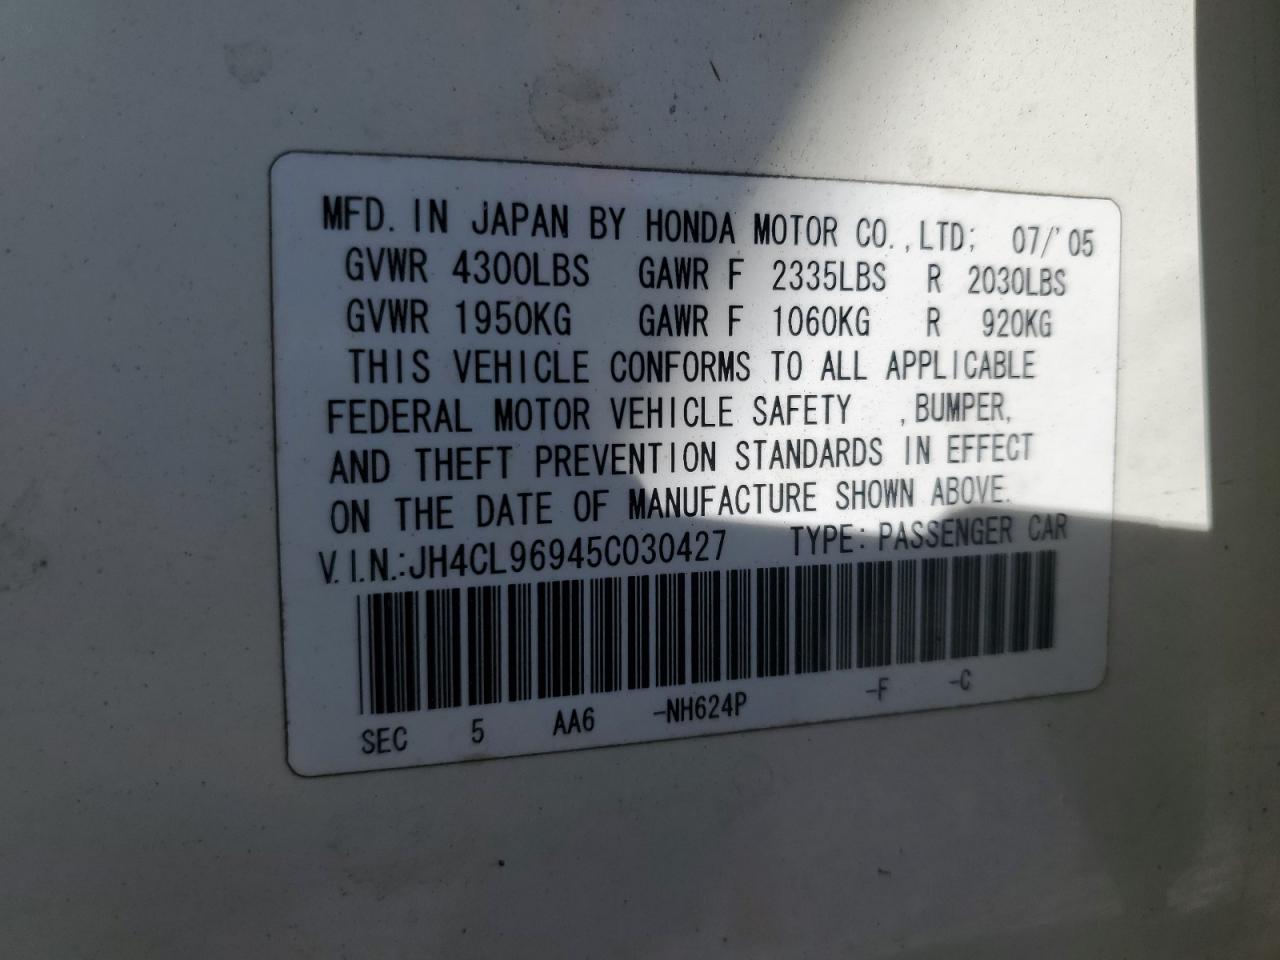 MFD. IN JAPAN BY HONDA MOTOR CO.,LTD; 07/'05
GVWR 4300LBS GAWR F 2335LBS R 2030LBS
GVWR 1950KG GAWR F 1060KG R 920KG
THIS VEHICLE CONFORMS TO ALL APPLICABLE
FEDERAL MOTOR VEHICLE SAFETY , BUMPER,
AND THEFT PREVENTION STANDARDS IN EFFECT
ON THE DATE OF MANUFACTURE SHOWN ABOVE.
V.I.N.:JH4CL96945C030427 TYPE: PASSENGER CAR
SEC 5 AA6 -NH624P -F -C